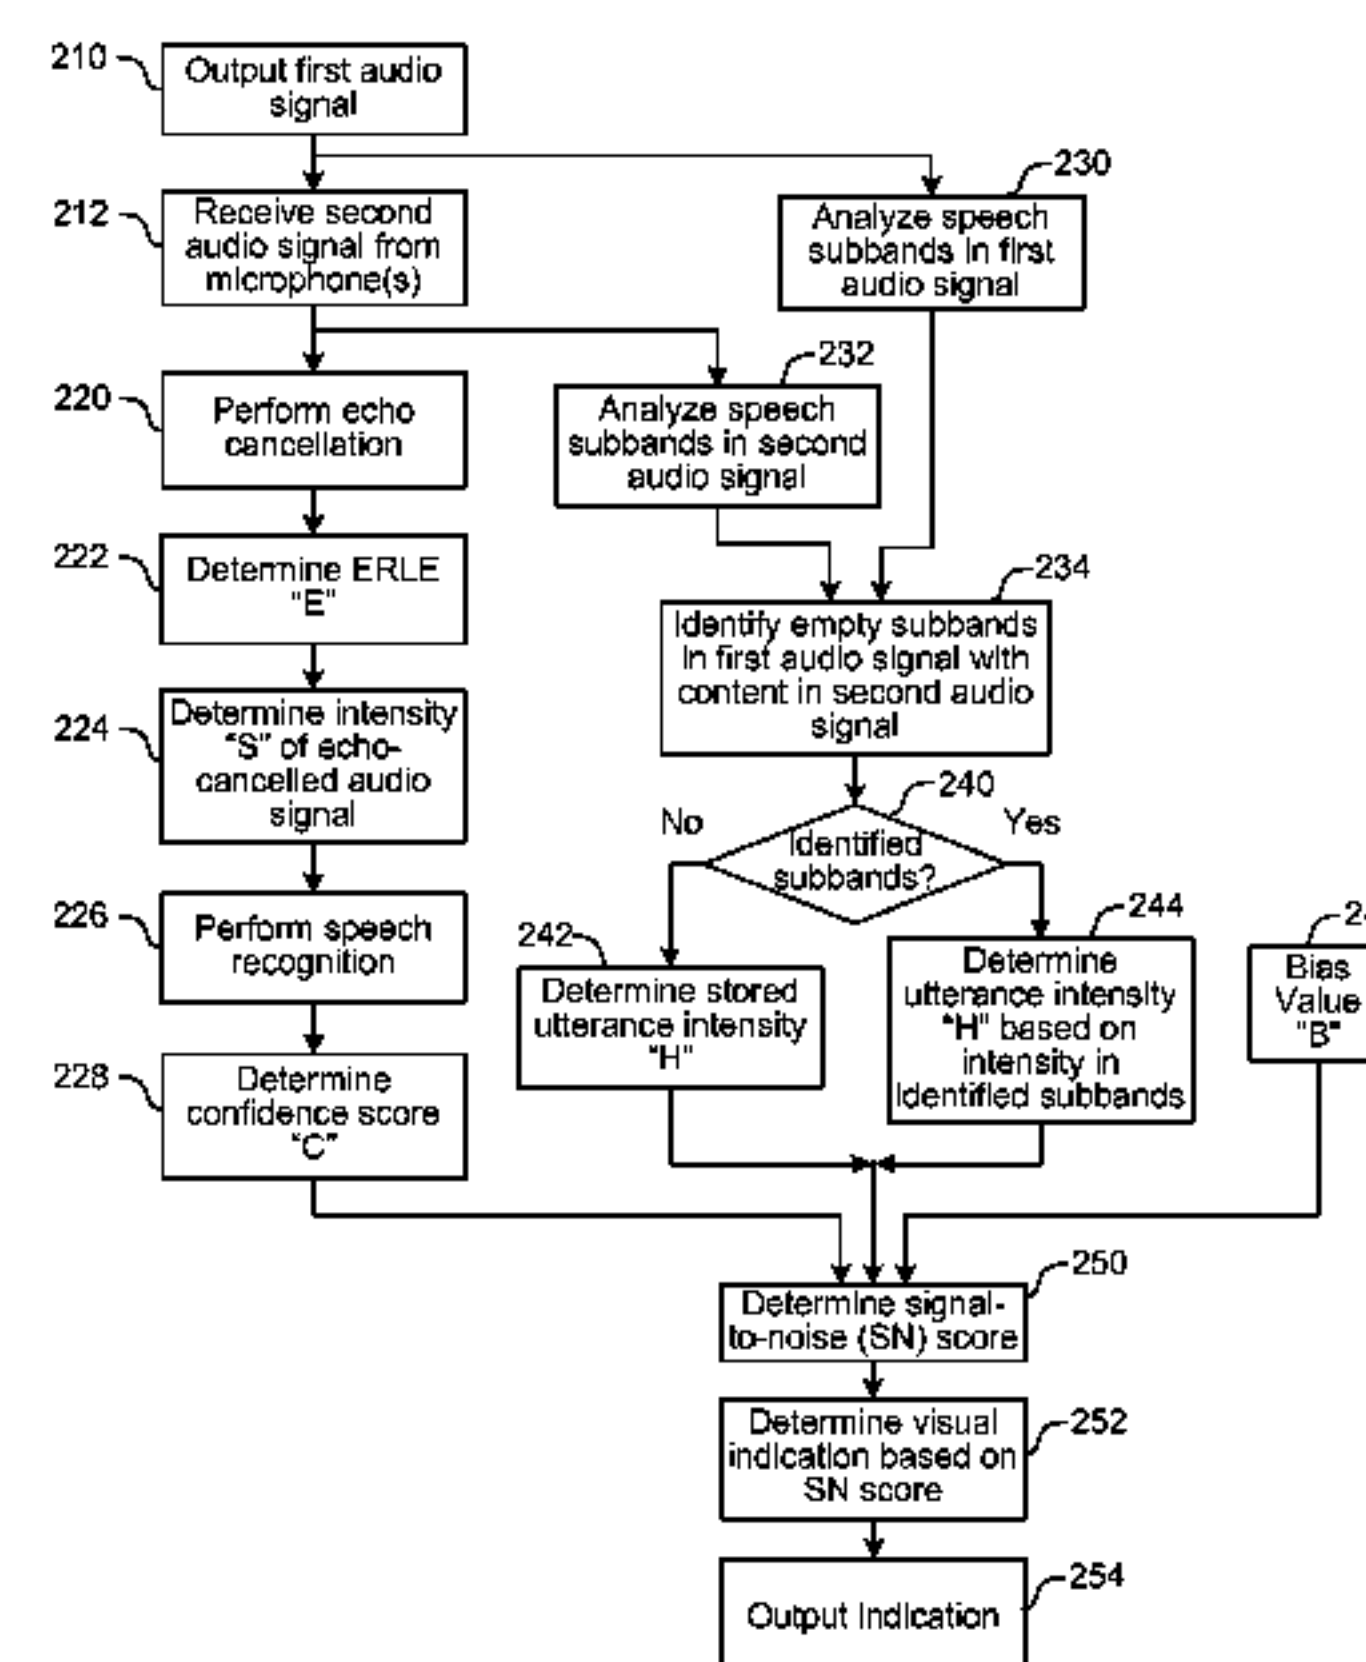 210
Output first audio
signal
230
212
Receive second
audio signal from
microphone(s)
Analyze speech
subbands in first
audio signal
232
220
Perform echo
cancellation
Analyze speech
subbands in second
audio signal
222
Determine ERLE
"E"
234
Identify empty subbands
in first audio signal with
content in second audio
signal
224
Determine intensity
"S" of echo-
cancelled audio
signal
240
No
Yes
Identified
subbands?
226
Perform speech
recognition
242
Determine stored
utterance intensity
"H"
244
Determine
utterance intensity
"H" based on
intensity in
identified subbands
Bias
Value
"B"
228
Determine
confidence score
"C"
250
Determine signal-
to-noise (SN) score
252
Determine visual
indication based on
SN score
254
Output indication